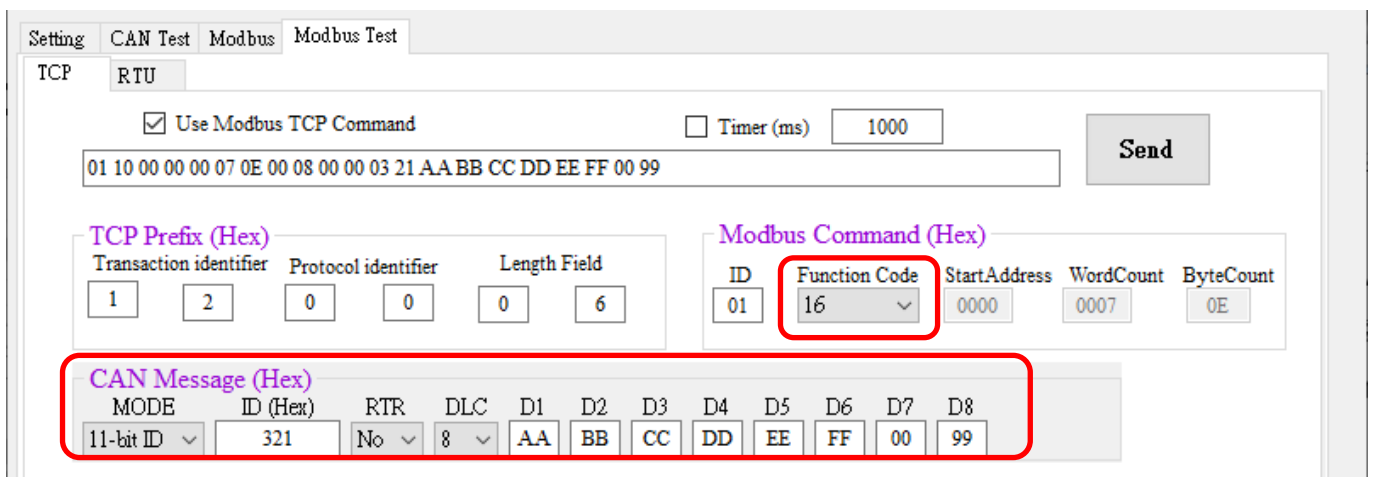 Setting CAN Test Modbus Modbus Test
TCP RTU
Use Modbus TCP Command Timer (ms) 1000
Send
01 10 00 00 00 07 0E 00 08 00 00 03 21 AA BB CC DD EE FF 00 99
TCP Prefix (Hex) Modbus Command (Hex)
Transaction identifier Protocol identifier Length Field ID Function Code StartAddress WordCount ByteCount
1 2 0 0 0 6 01 16 0000 0007 0E
CAN Message (Hex)
MODE ID (Hex) RTR DLC D1 D2 D3 D4 D5 D6 D7 D8
11-bit ID 321 No 8 AA BB CC DD EE FF 00 99